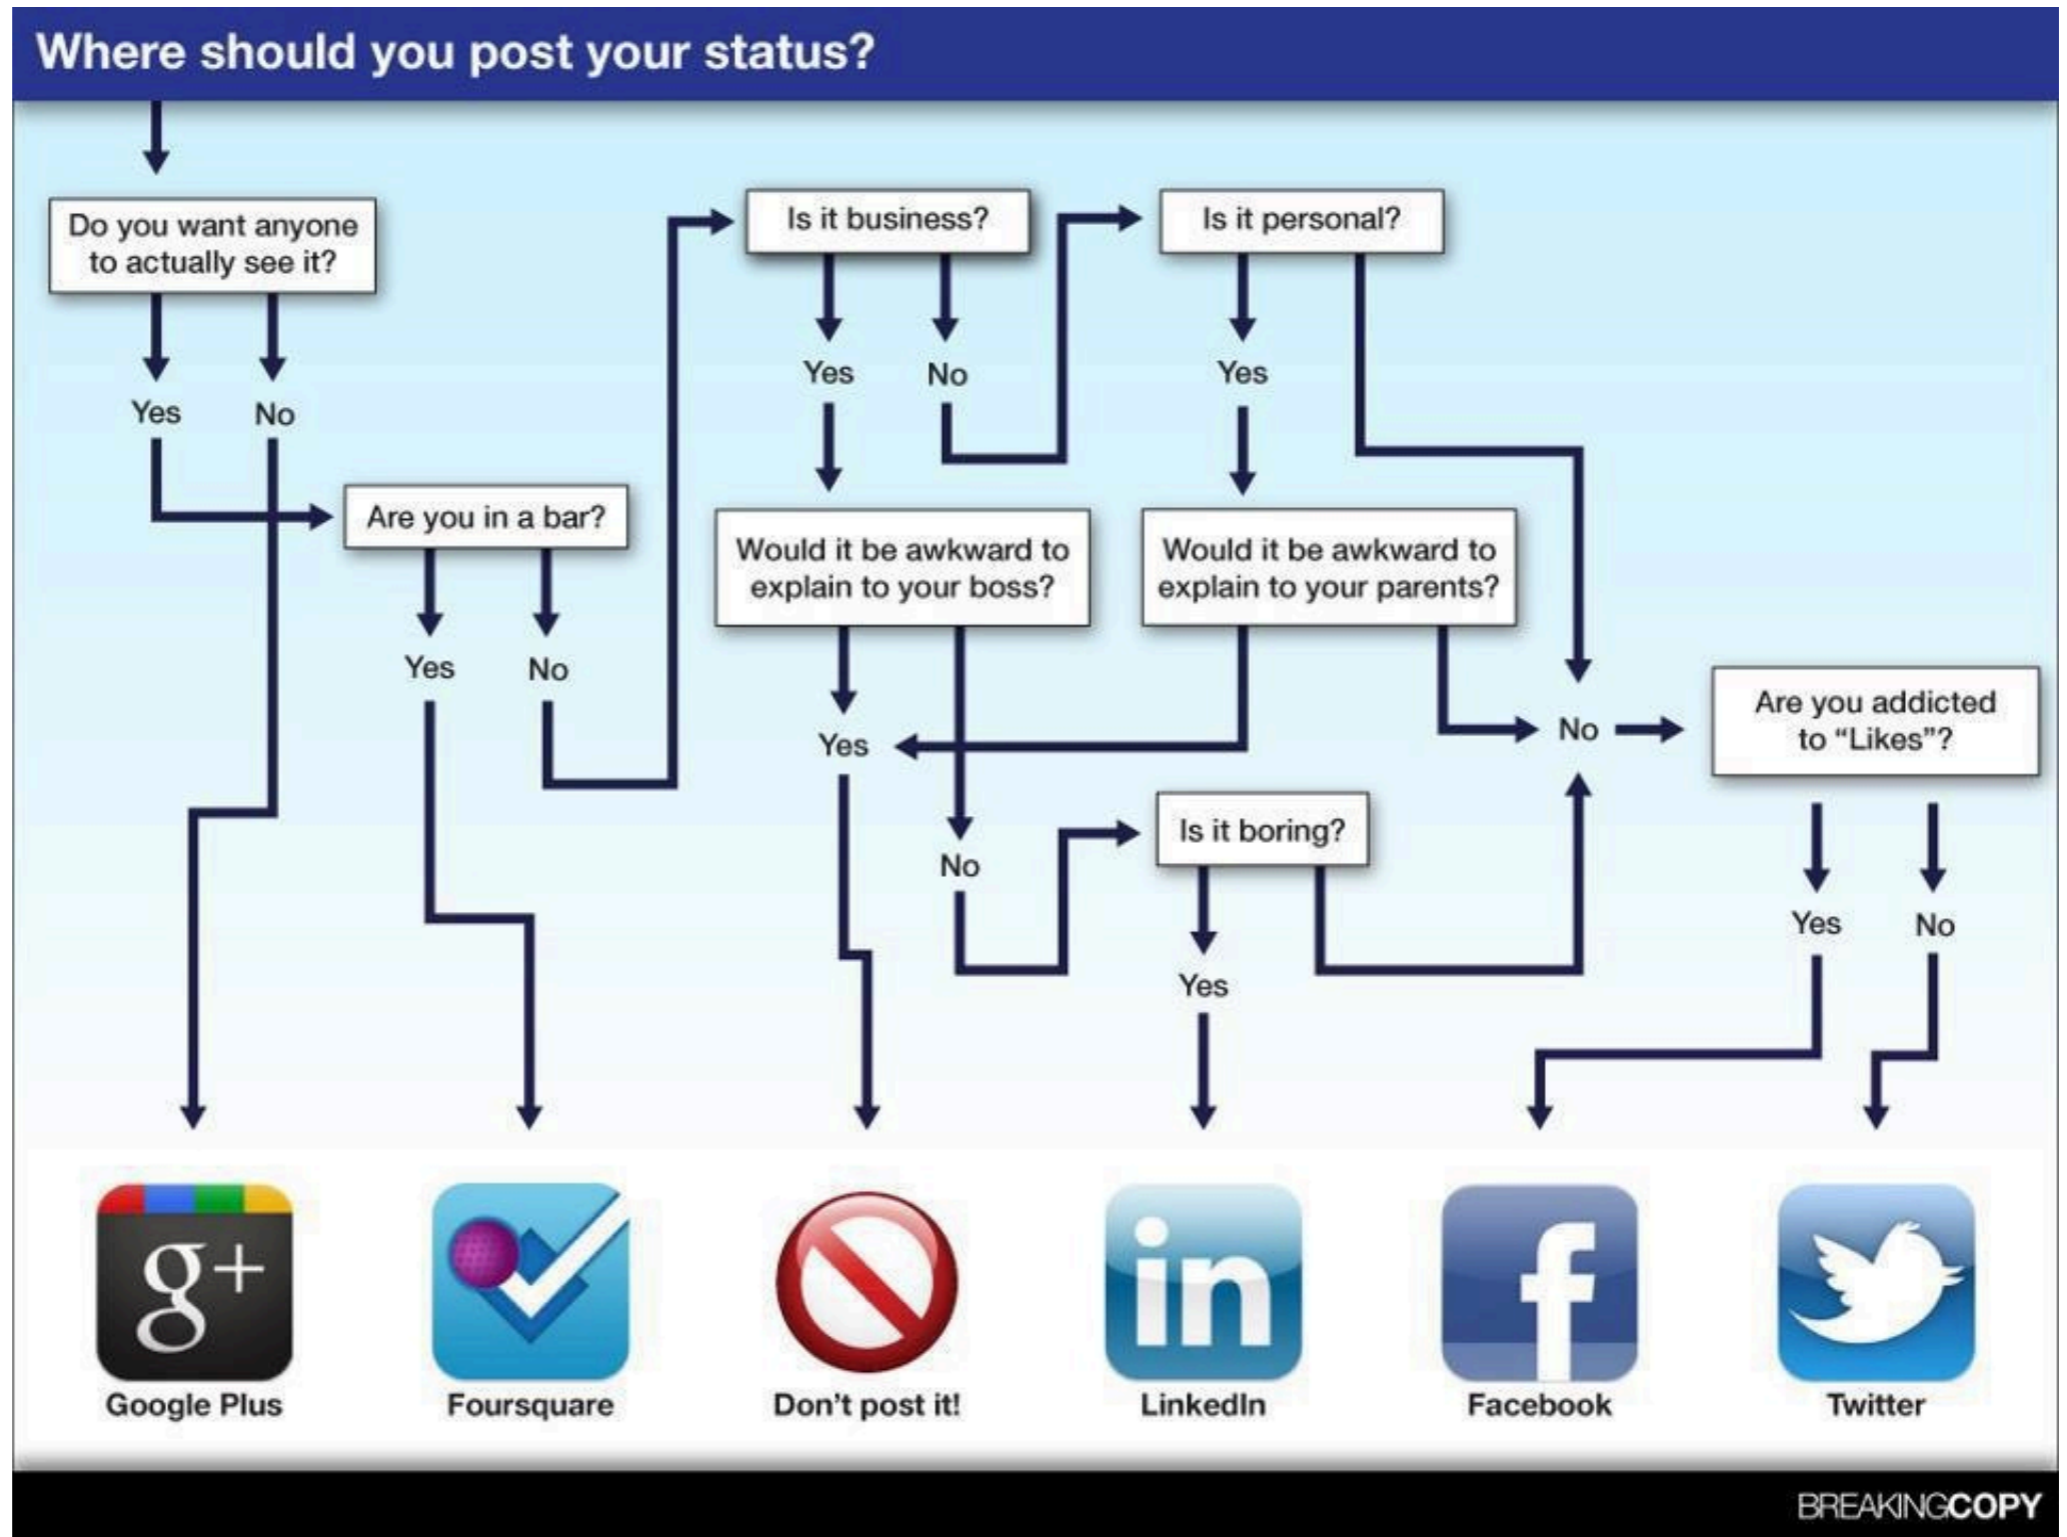 Where should you post your status?
Do you want anyone
to actually see it?
Yes
No
Are you in a bar?
Yes
No
Is it business?
Yes
No
Is it personal?
Yes
Would it be awkward to
explain to your boss?
Would it be awkward to
explain to your parents?
Yes
No
No
Is it boring?
Yes
Are you addicted
to “Likes”?
Yes
No
g+
in
f
Google Plus
Foursquare
Don't post it!
LinkedIn
Facebook
Twitter
BREAKINGCOPY